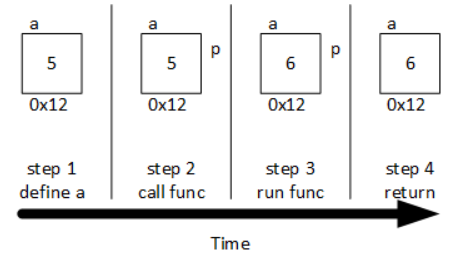 a a a a
5 5 p 6 p 6
0x12 0x12 0x12 0x12
step 1 step 2 step 3 step 4
define a call func run func return
Time